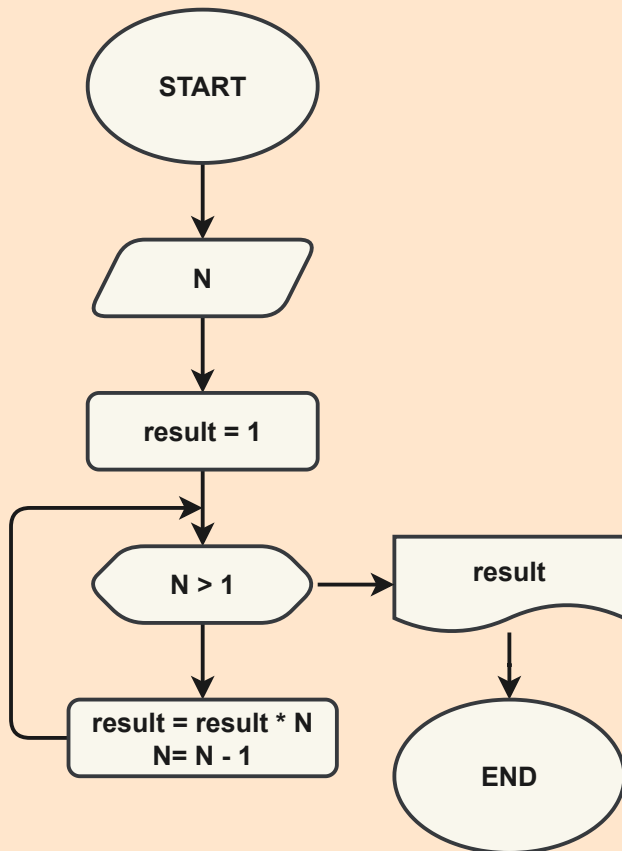 START
N
result = 1
N > 1
result
result = result * N
N= N - 1
END